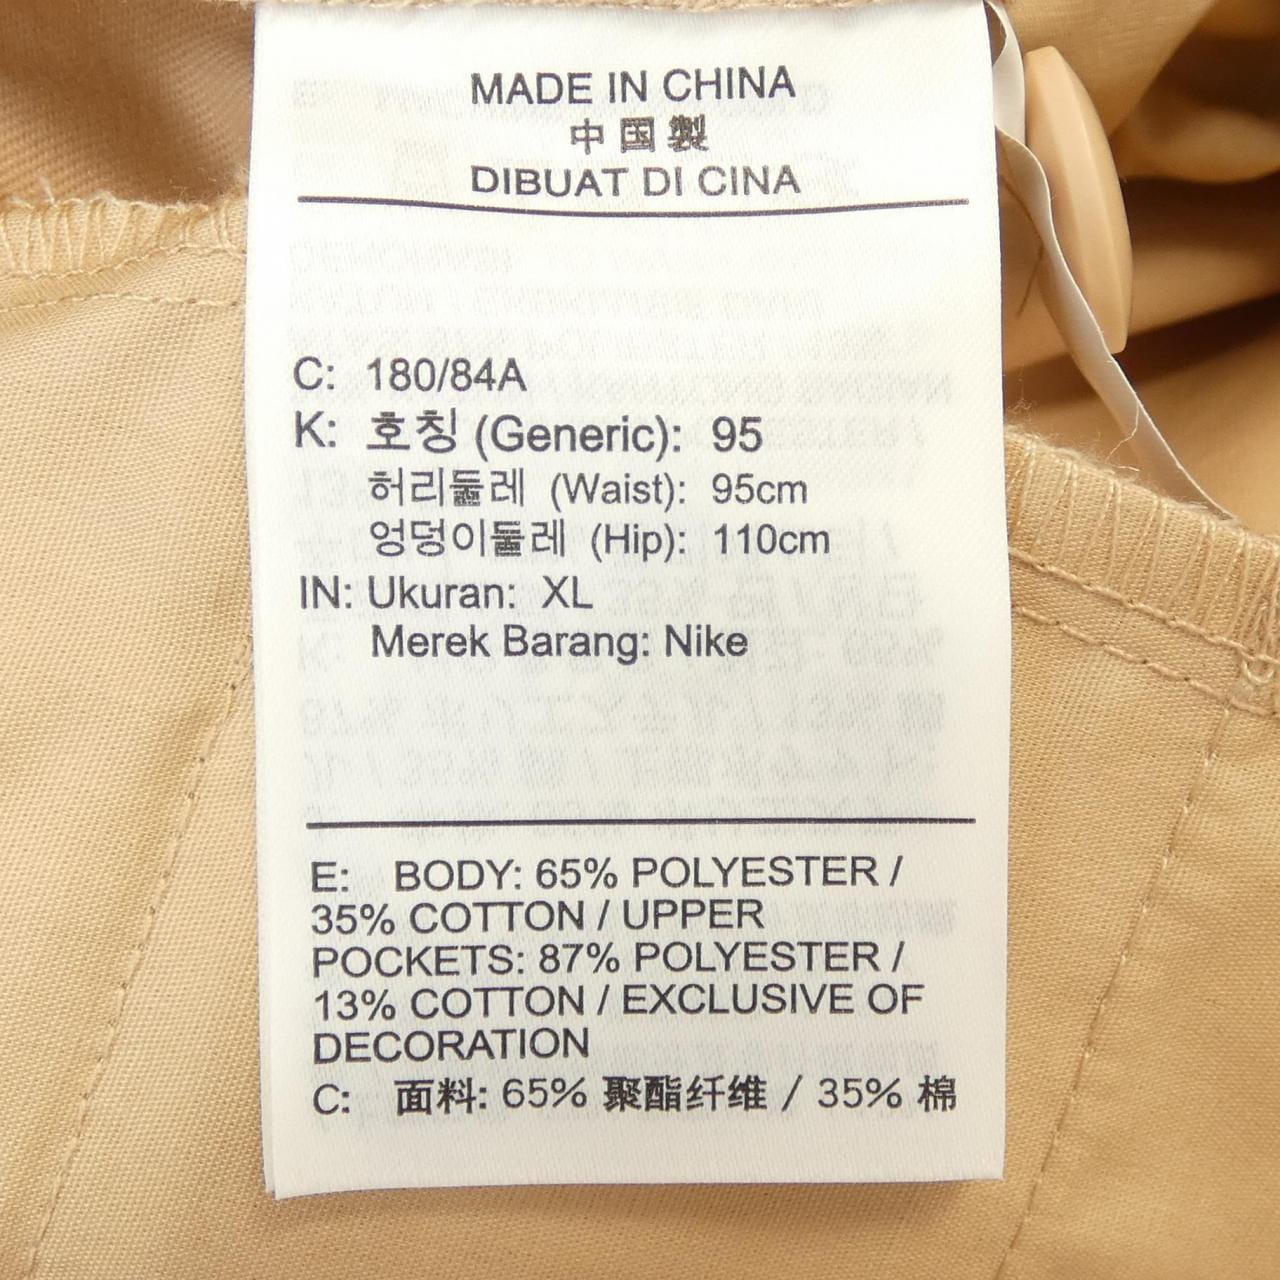 MADE IN CHINA
中国製
DIBUAT DI CINA
C: 180/84A
K: 호칭 (Generic): 95
허리둘레 (Waist): 95cm
엉덩이둘레 (Hip): 110cm
IN: Ukuran: XL
Merek Barang: Nike
E: BODY: 65% POLYESTER /
35% COTTON / UPPER
POCKETS: 87% POLYESTER /
13% COTTON / EXCLUSIVE OF
DECORATION
C: 面料: 65% 聚酯纤维 / 35% 棉